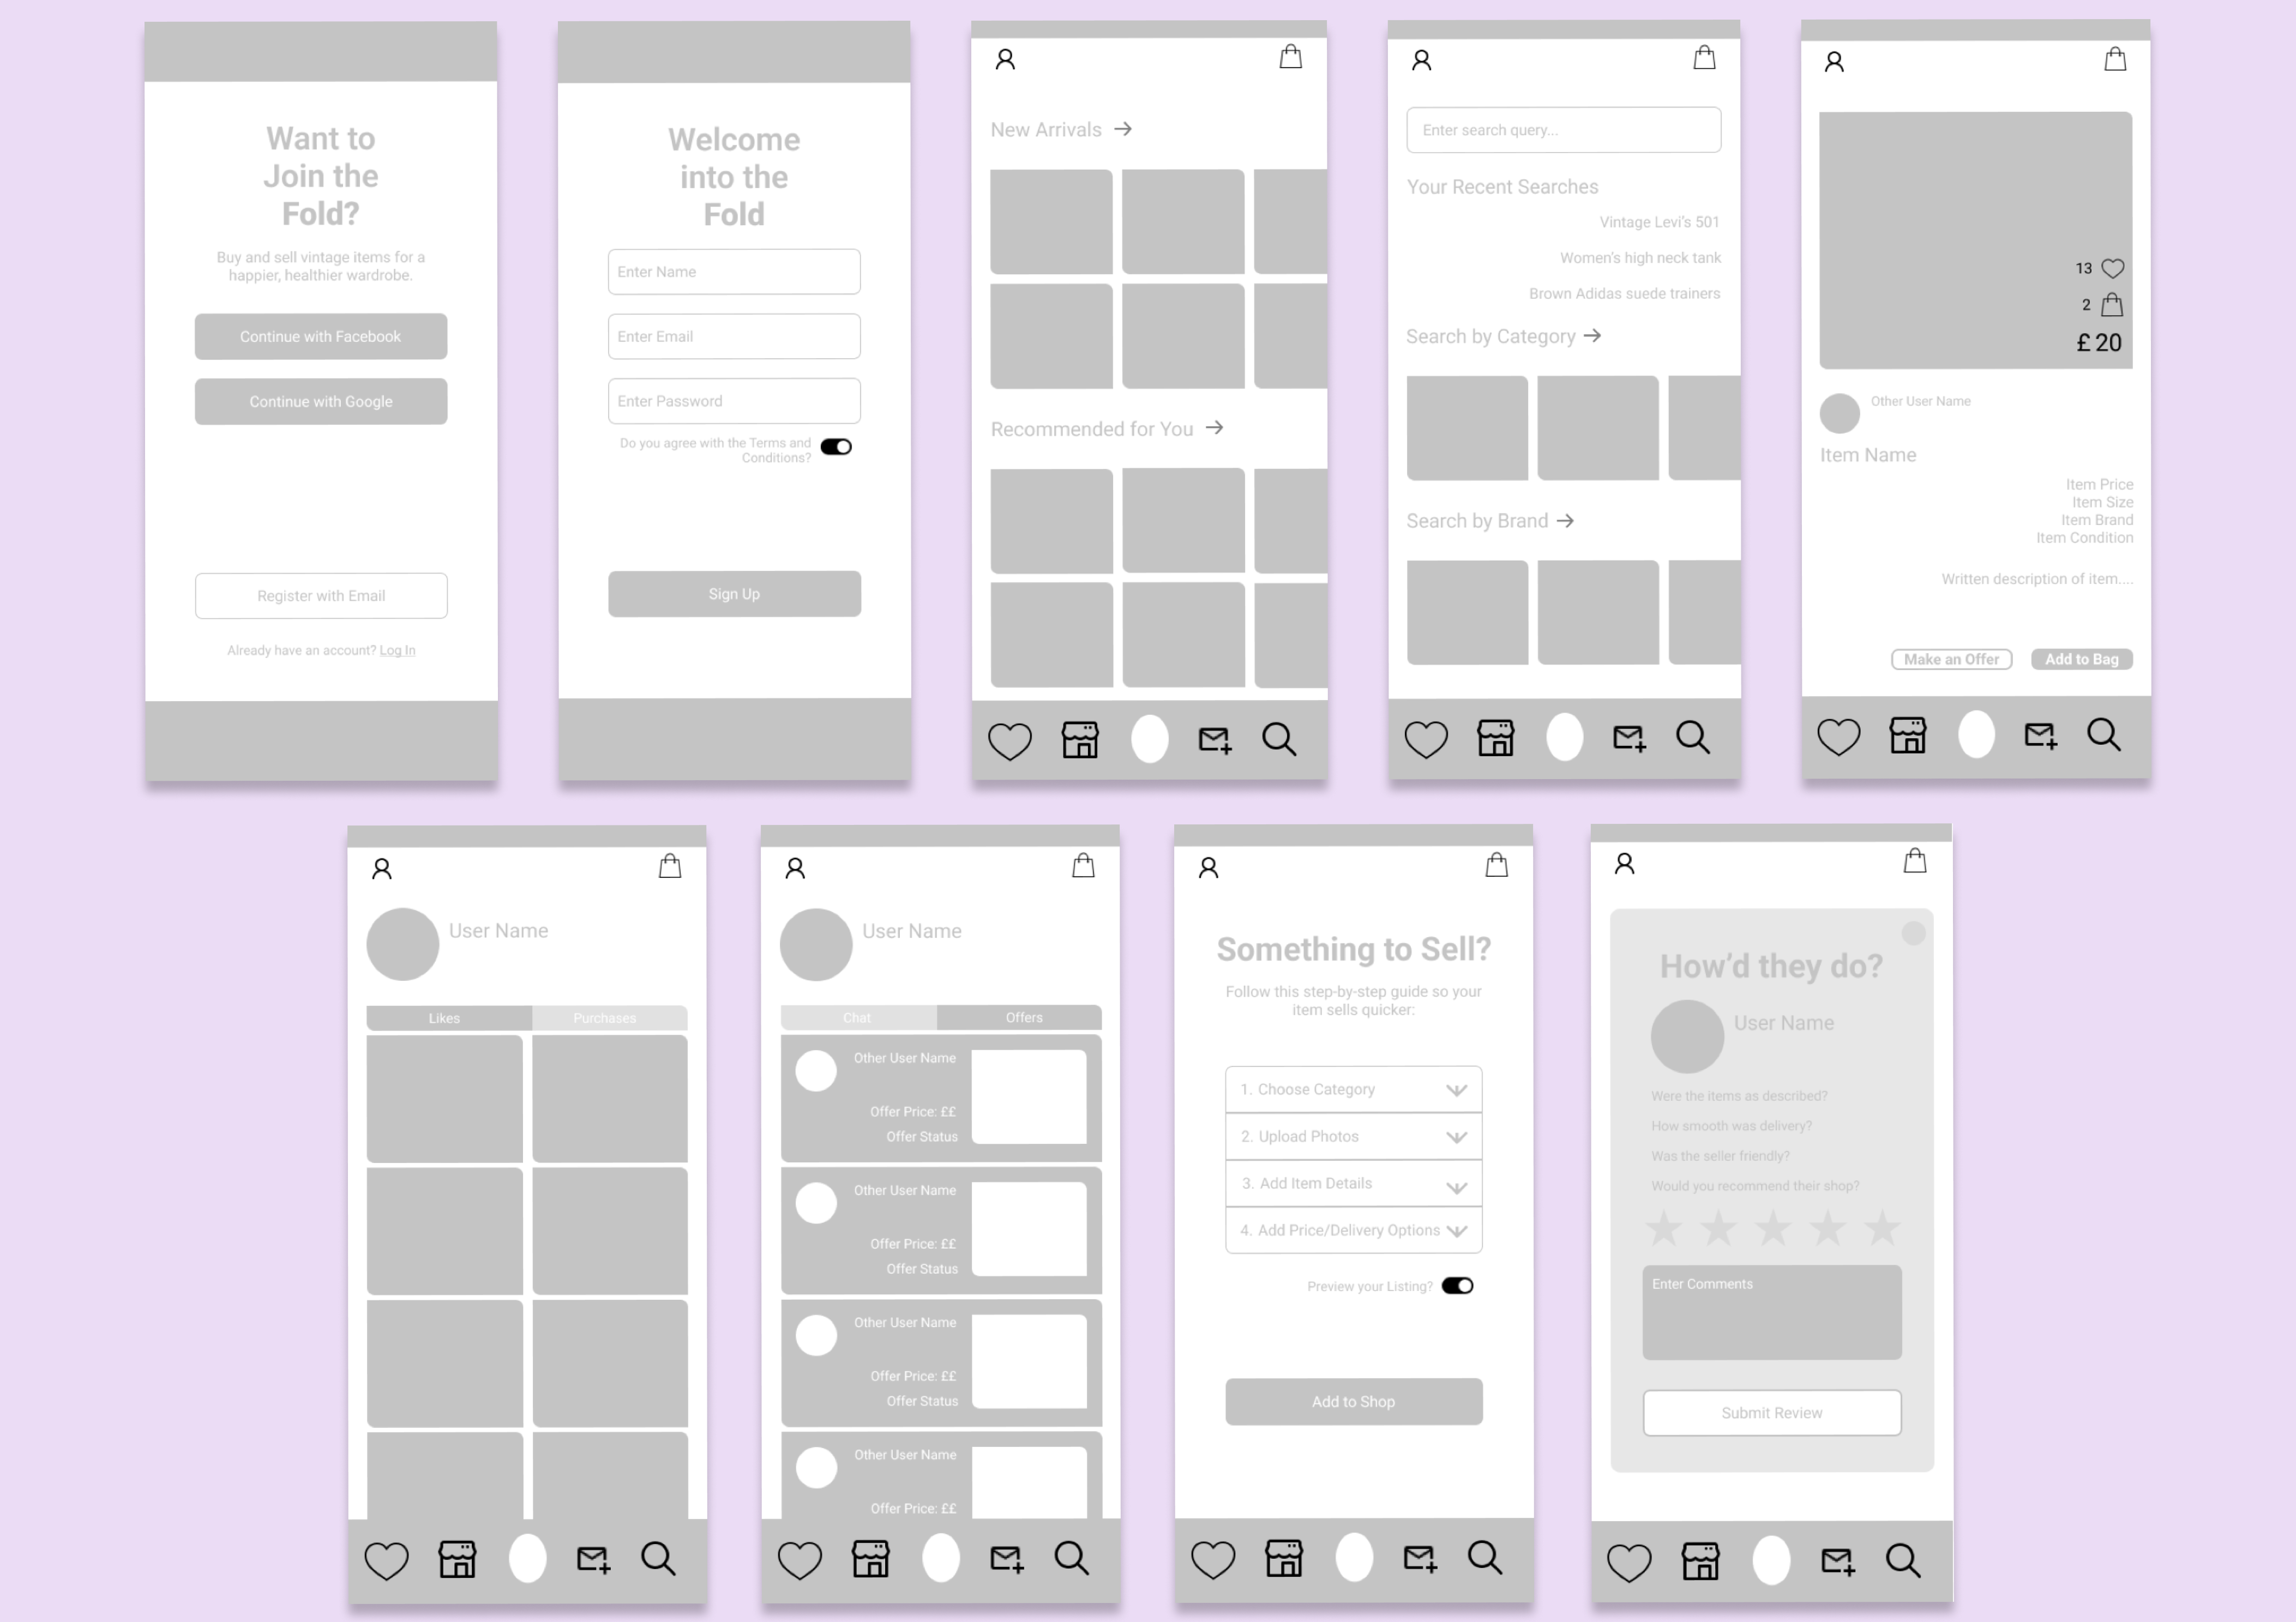 Want to
Join the
Fold?
Buy and sell vintage items for a
happier, healthier wardrobe.
Continue with Facebook
Continue with Google
Register with Email
Already have an account? Log In
Welcome
into the
Fold
Enter Name
Enter Email
Enter Password
Do you agree with the Terms and
Conditions?
Sign Up
New Arrivals
Recommended for You
Enter search query...
Your Recent Searches
Vintage Levi's 501
Women's high neck tank
Brown Adidas suede trainers
Search by Category
Search by Brand
13
2
£ 20
Other User Name
Item Name
Item Price
Item Size
Item Brand
Item Condition
Written description of item....
Make an Offer
Add to Bag
User Name
Likes
Purchases
User Name
Chat
Offers
Other User Name
Offer Price: ££
Offer Status
Other User Name
Offer Price: ££
Offer Status
Other User Name
Offer Price: ££
Offer Status
Other User Name
Offer Price: ££
Something to Sell?
Follow this step-by-step guide so your
item sells quicker:
1. Choose Category
2. Upload Photos
3. Add Item Details
4. Add Price/Delivery Options
Preview your Listing?
Add to Shop
How'd they do?
User Name
Were the items as described?
How smooth was delivery?
Was the seller friendly?
Would you recommend their shop?
Enter Comments
Submit Review